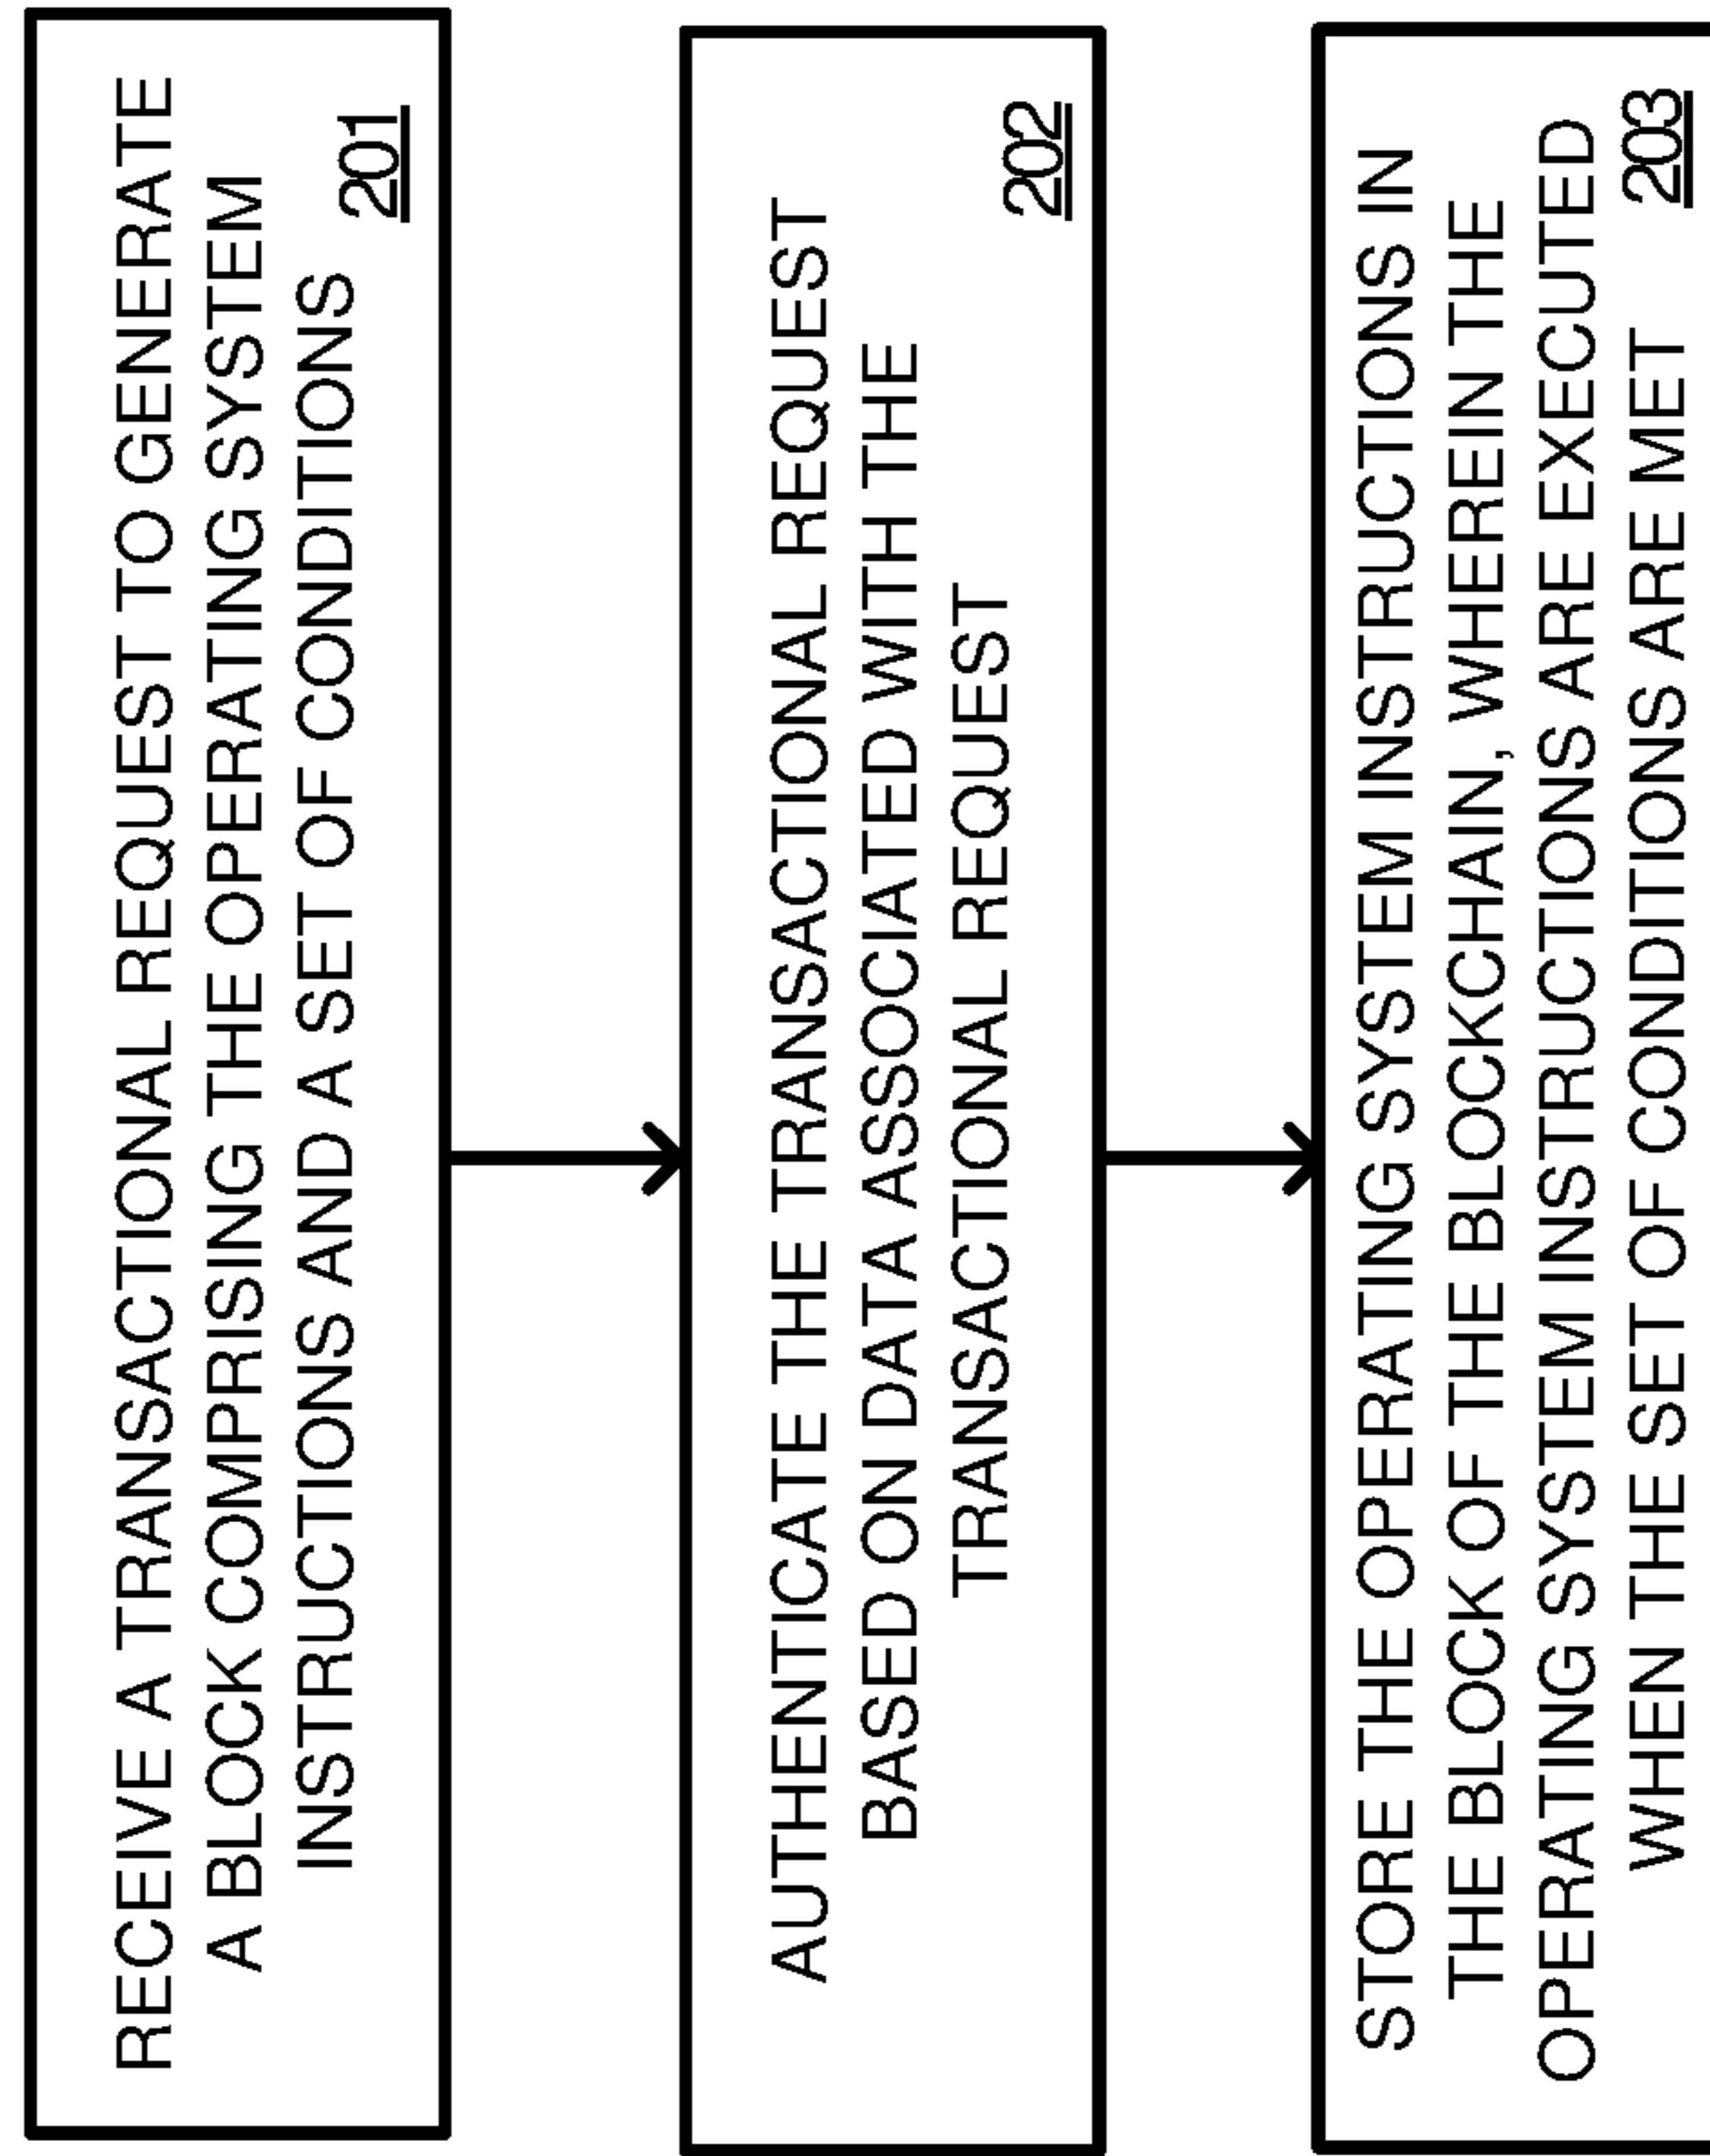 RECEIVE A TRANSACTIONAL REQUEST TO GENERATE
A BLOCK COMPRISING THE OPERATING SYSTEM
INSTRUCTIONS AND A SET OF CONDITIONS
201
AUTHENTICATE THE TRANSACTIONAL REQUEST
BASED ON DATA ASSOCIATED WITH THE
TRANSACTIONAL REQUEST
202
STORE THE OPERATING SYSTEM INSTRUCTIONS IN
THE BLOCK OF THE BLOCKCHAIN, WHEREIN THE
OPERATING SYSTEM INSTRUCTIONS ARE EXECUTED
WHEN THE SET OF CONDITIONS ARE MET
203